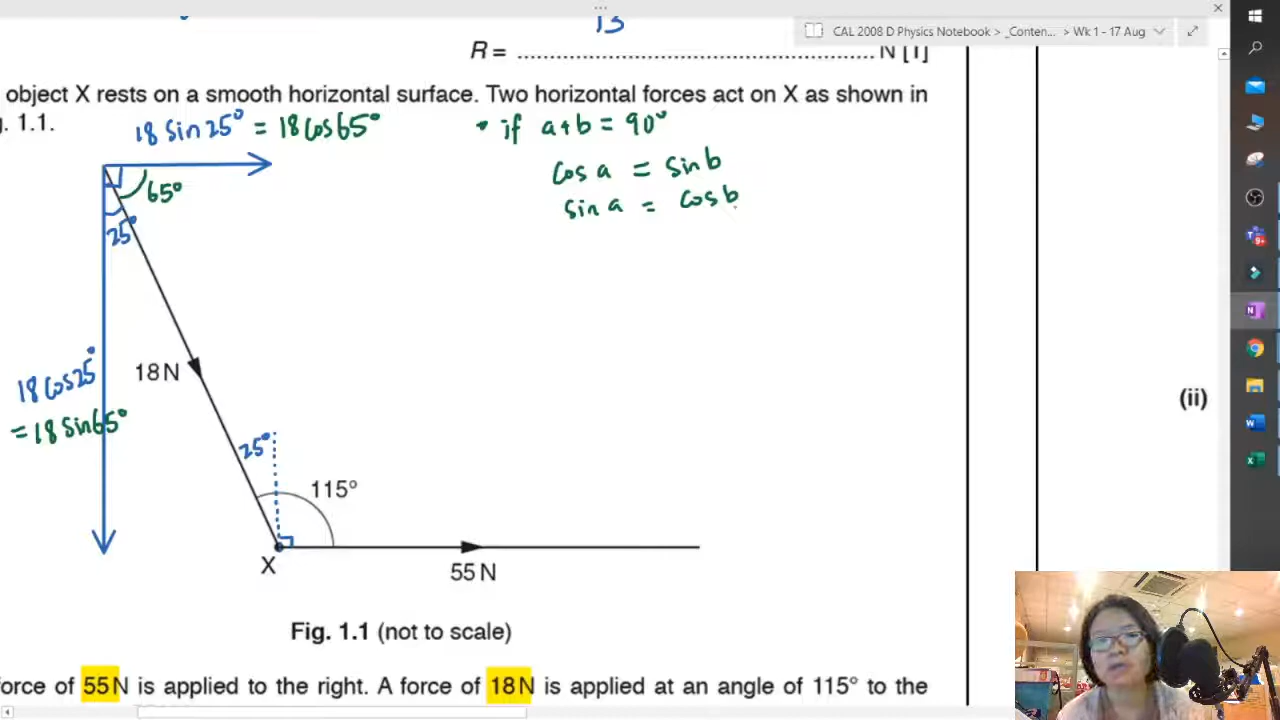 CAL 2008 D Physics Notebook > _Conten... > Wk 1 - 17 Aug
13
R = ........................................ N [1]
object X rests on a smooth horizontal surface. Two horizontal forces act on X as shown in
. 1.1.
18 sin 25° = 18 cos 65°
• if a+b = 90°
cos a = sin b
sin a = cos b
65°
25°
18 cos 25°
= 18 sin 65°
18 N
25°
115°
X
55 N
(ii)
Fig. 1.1 (not to scale)
force of 55 N is applied to the right. A force of 18 N is applied at an angle of 115° to the
9+